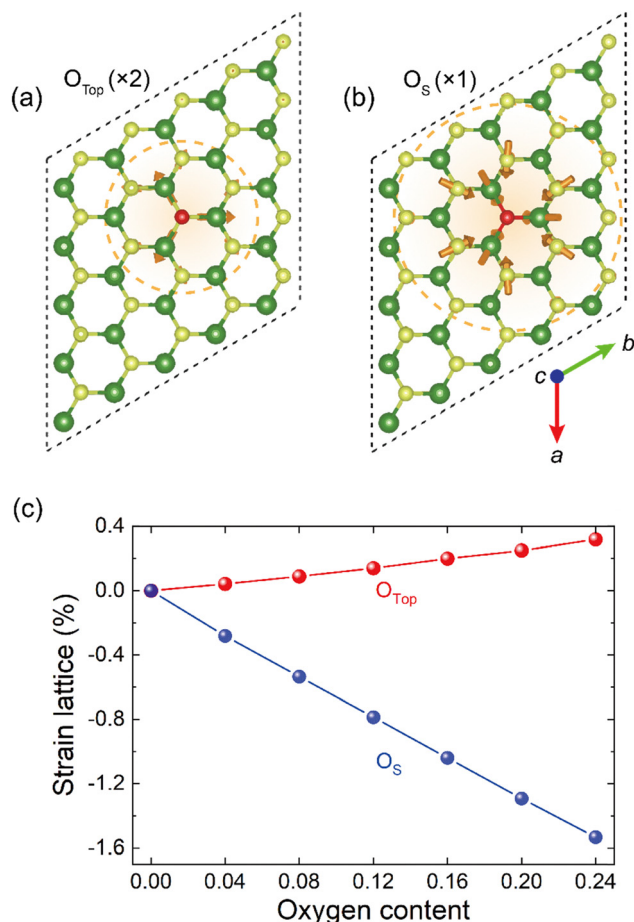 (a)
O_Top (×2)
(b)
O_S (×1)
c
b
a
(c)
Strain lattice (%)
0.4
0.0
-0.4
-0.8
-1.2
-1.6
O_Top
O_S
0.00 0.04 0.08 0.12 0.16 0.20 0.24
Oxygen content